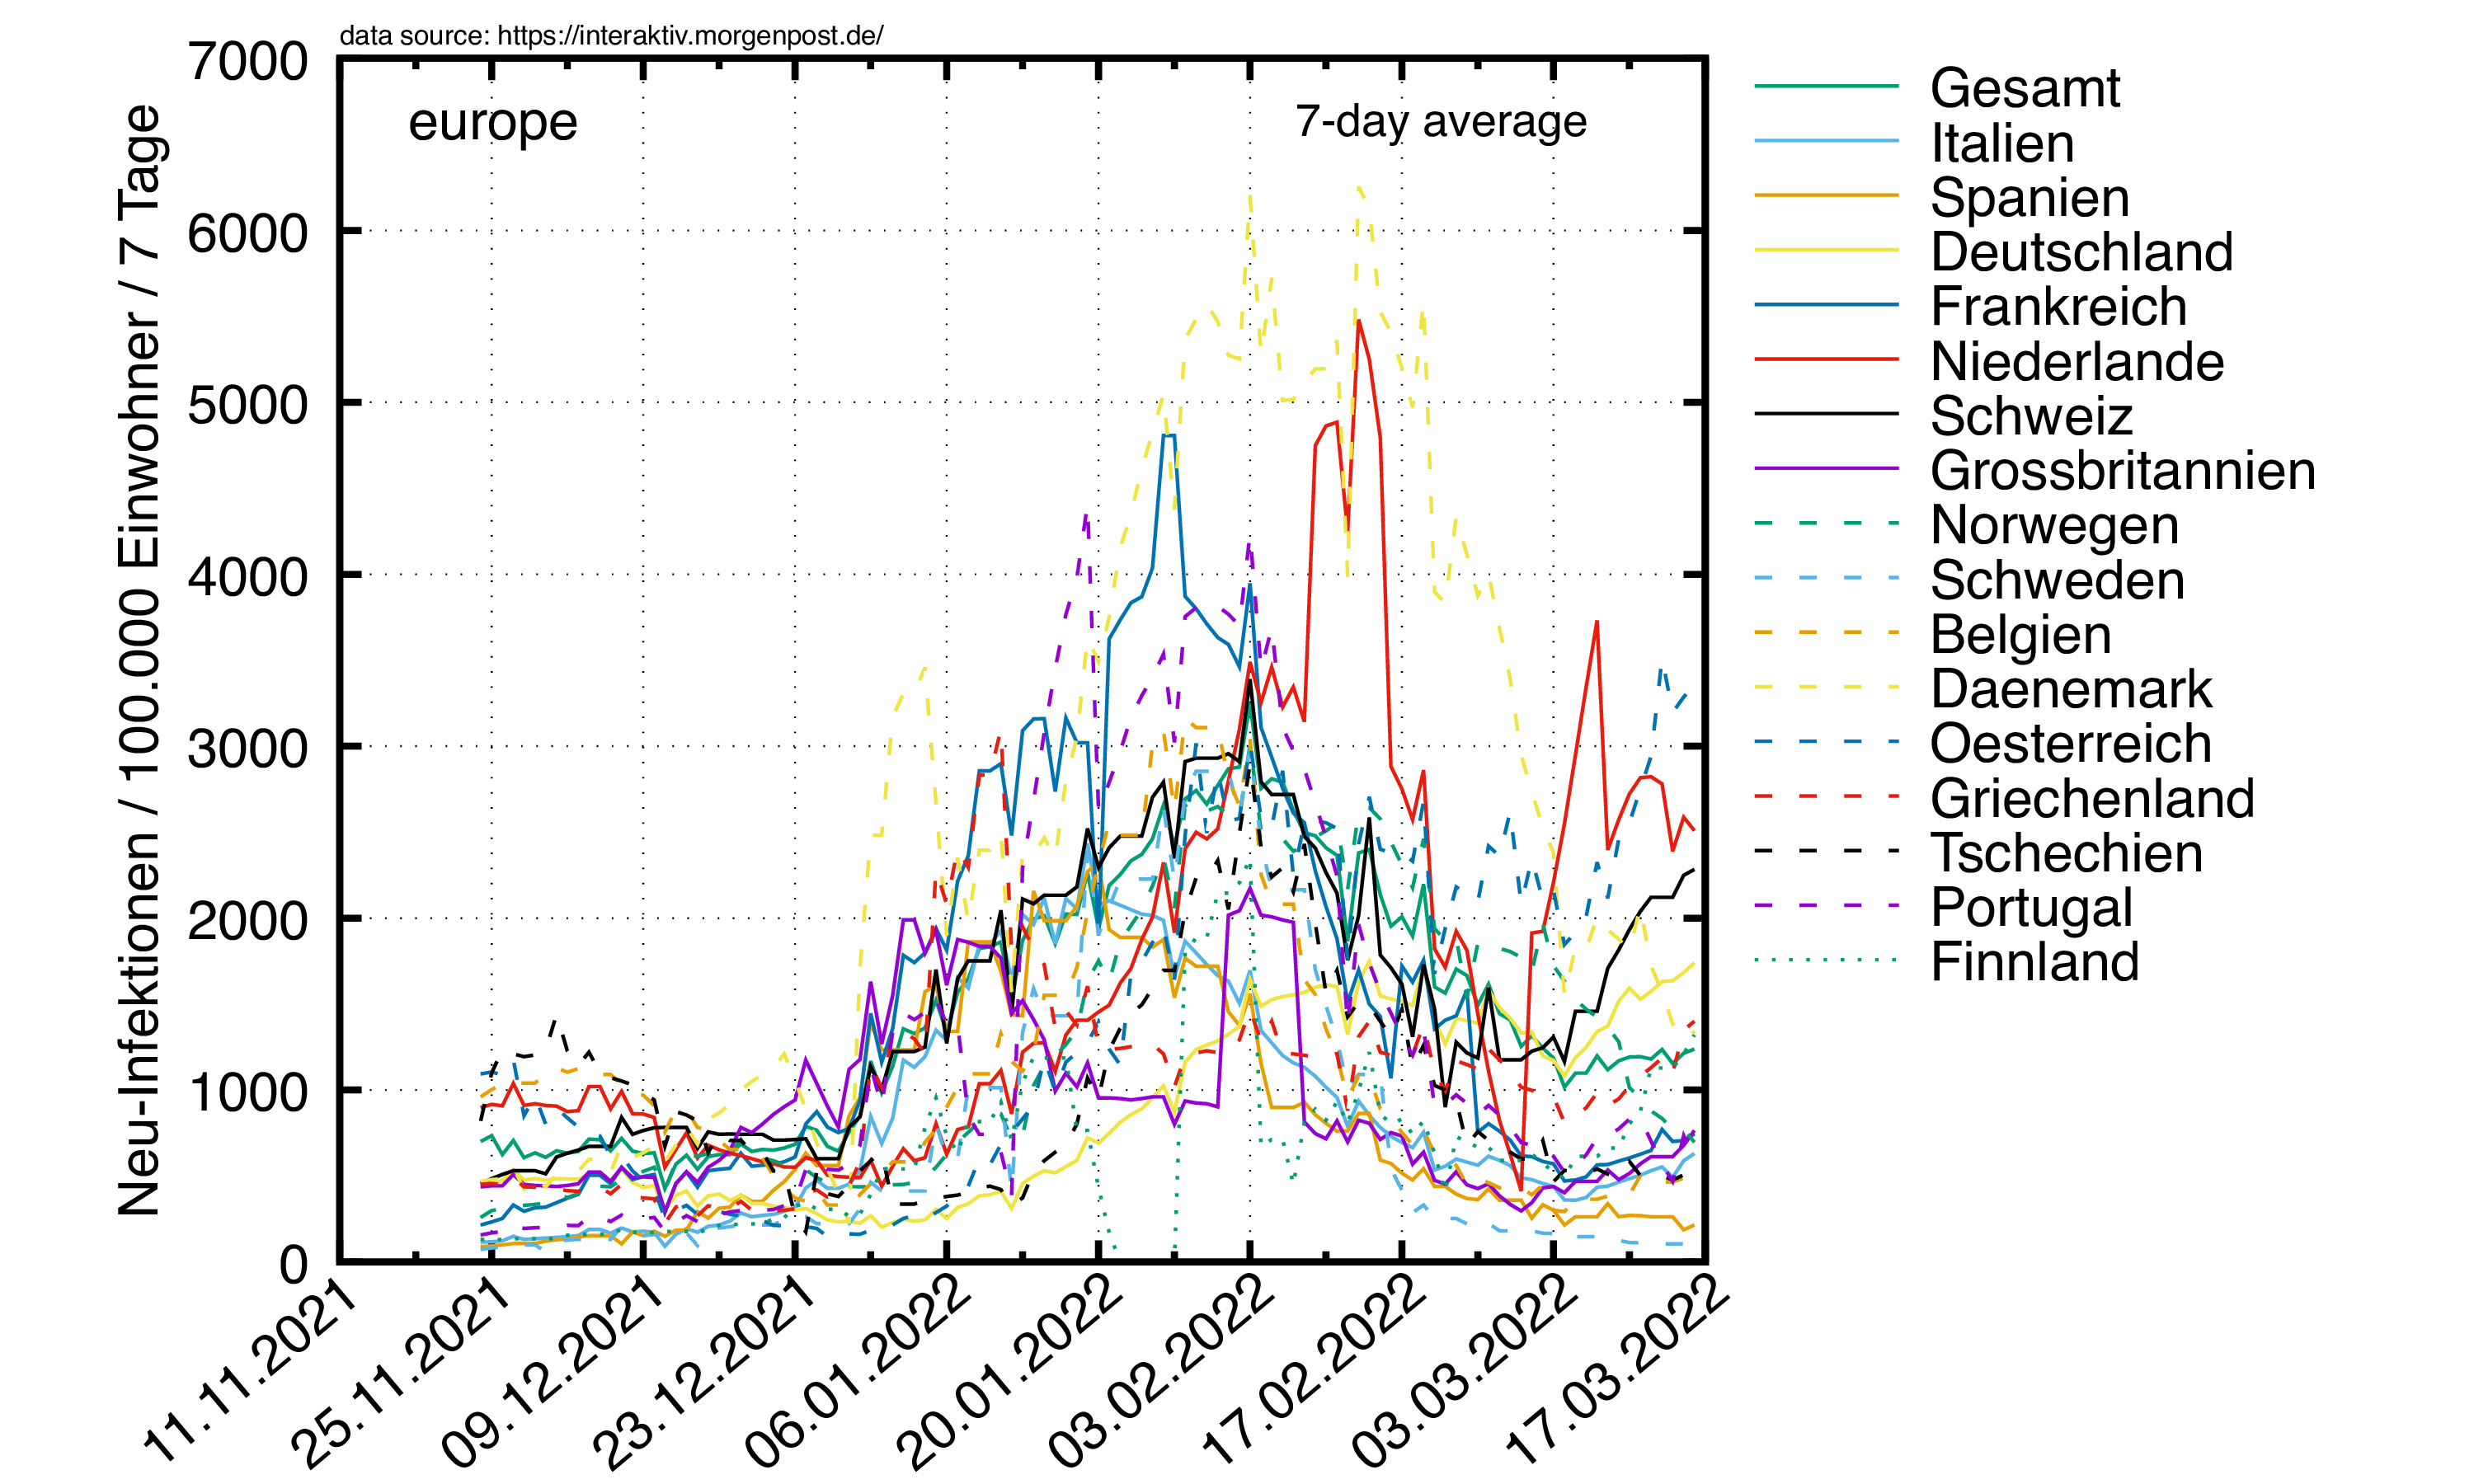 data source: https://interaktiv.morgenpost.de/
7000
6000
5000
4000
3000
2000
1000
0
Neu-Infektionen / 100.000 Einwohner / 7 Tage
europe
7-day average
11.11.2021
25.11.2021
09.12.2021
23.12.2021
06.01.2022
20.01.2022
03.02.2022
17.02.2022
03.03.2022
17.03.2022
Gesamt
Italien
Spanien
Deutschland
Frankreich
Niederlande
Schweiz
Grossbritannien
Norwegen
Schweden
Belgien
Daenemark
Oesterreich
Griechenland
Tschechien
Portugal
Finnland